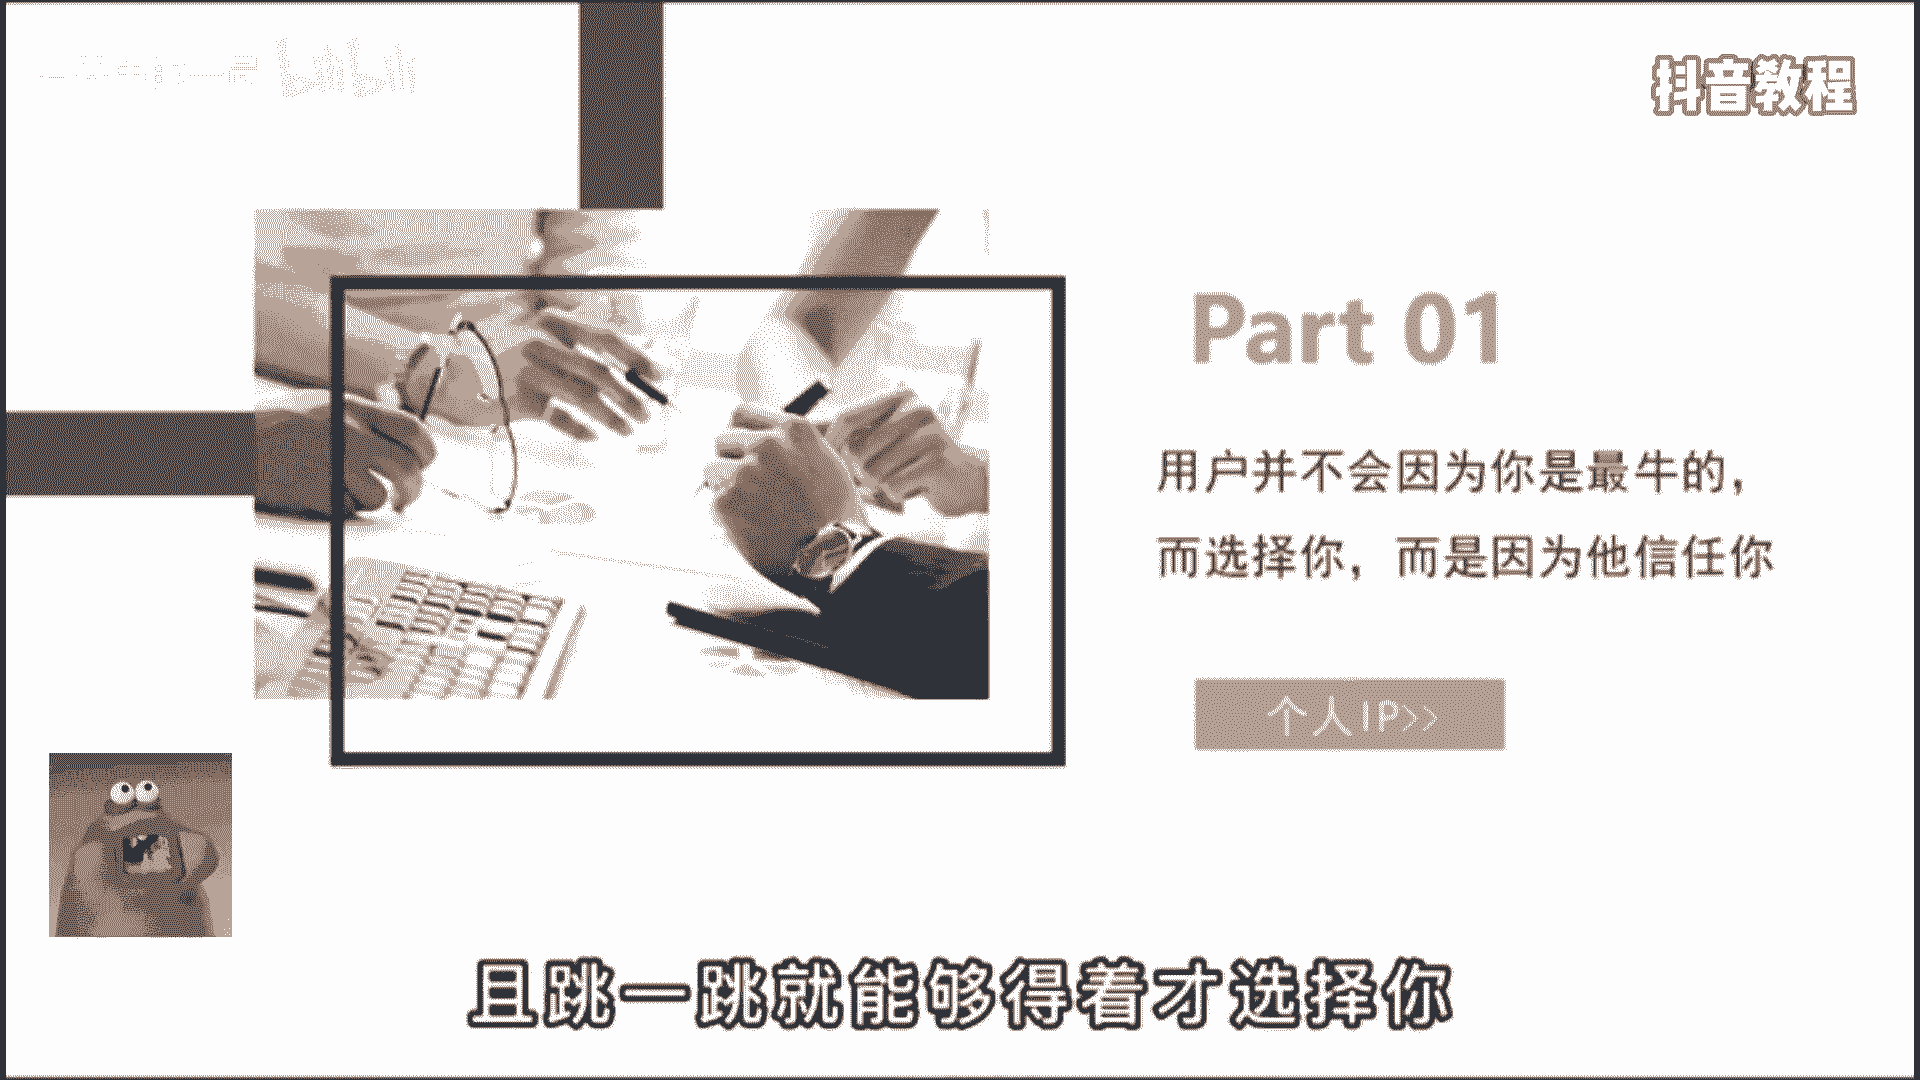 bilibili
抖音教程
Part 01
用户并不会因为你是最牛的，
而选择你，而是因为他信任你
个人IP>>
且跳一跳就能够得着才选择你